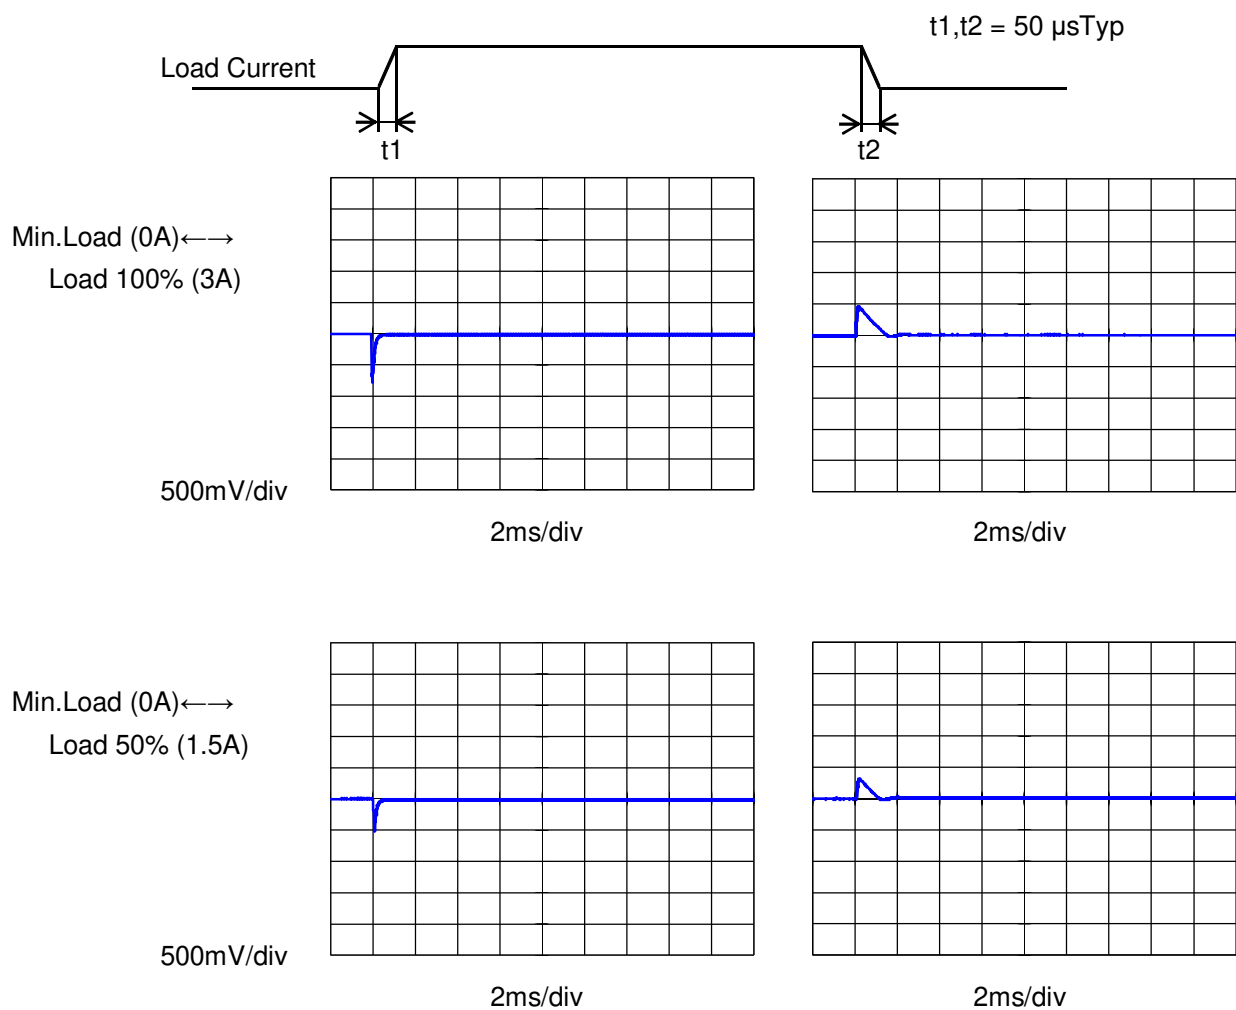 t1,t2 = 50 µsTyp
Load Current
t1
t2
Min.Load (0A)←→
Load 100% (3A)
500mV/div
2ms/div
2ms/div
Min.Load (0A)←→
Load 50% (1.5A)
500mV/div
2ms/div
2ms/div